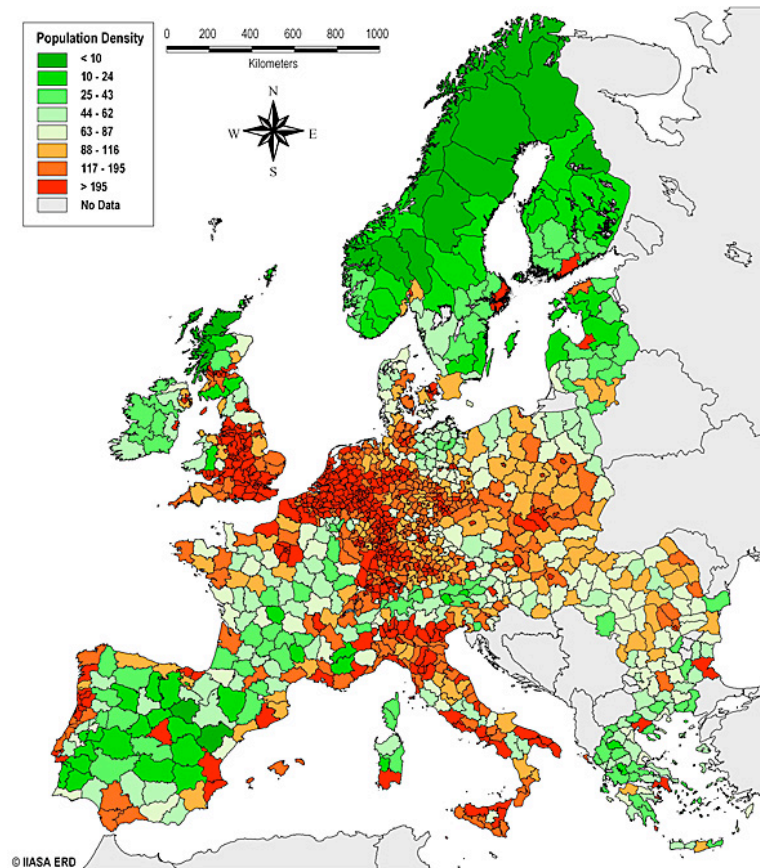 Population Density
< 10
10 - 24
25 - 43
44 - 62
63 - 87
88 - 116
117 - 195
> 195
No Data
0 200 400 600 800 1000
Kilometers
N
W E
S
© IIASA ERD